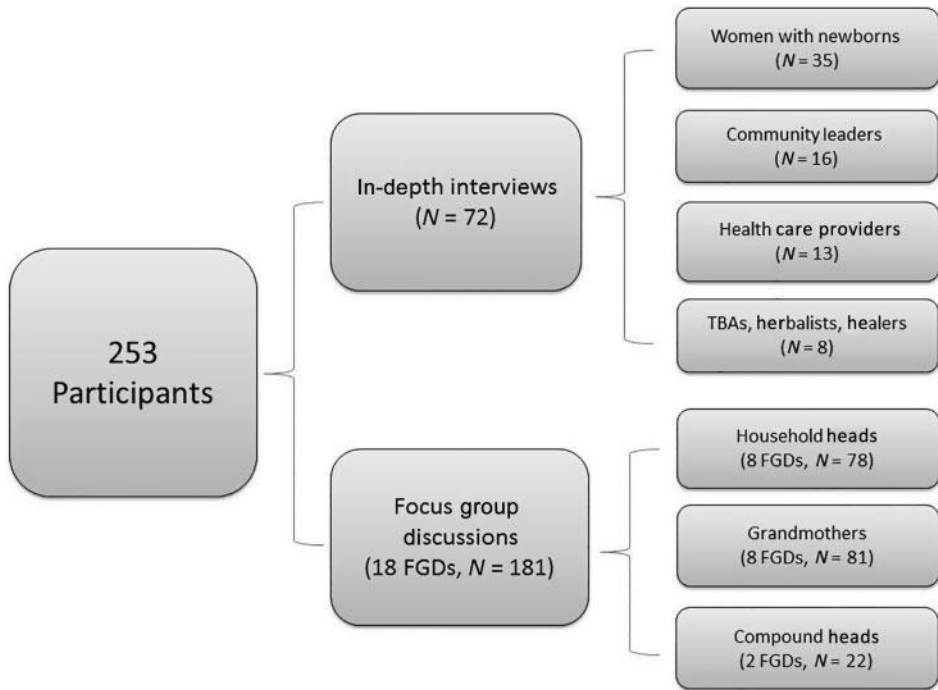 253
Participants
In-depth interviews
(N = 72)
Women with newborns
(N = 35)
Community leaders
(N = 16)
Health care providers
(N = 13)
TBAs, herbalists, healers
(N = 8)
Focus group
discussions
(18 FGDs, N = 181)
Household heads
(8 FGDs, N = 78)
Grandmothers
(8 FGDs, N = 81)
Compound heads
(2 FGDs, N = 22)